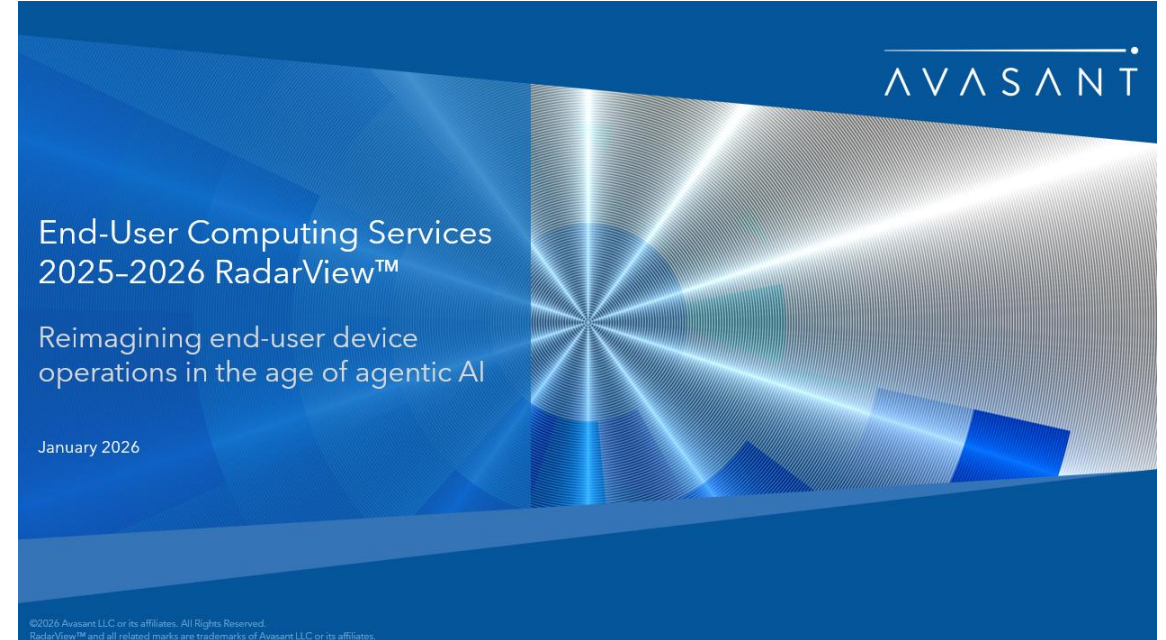 AVASANT
End-User Computing Services
2025–2026 RadarView™
Reimagining end-user device
operations in the age of agentic AI
January 2026
©2026 Avasant LLC or its affiliates. All Rights Reserved.
RadarView™ and all related marks are trademarks of Avasant LLC or its affiliates.